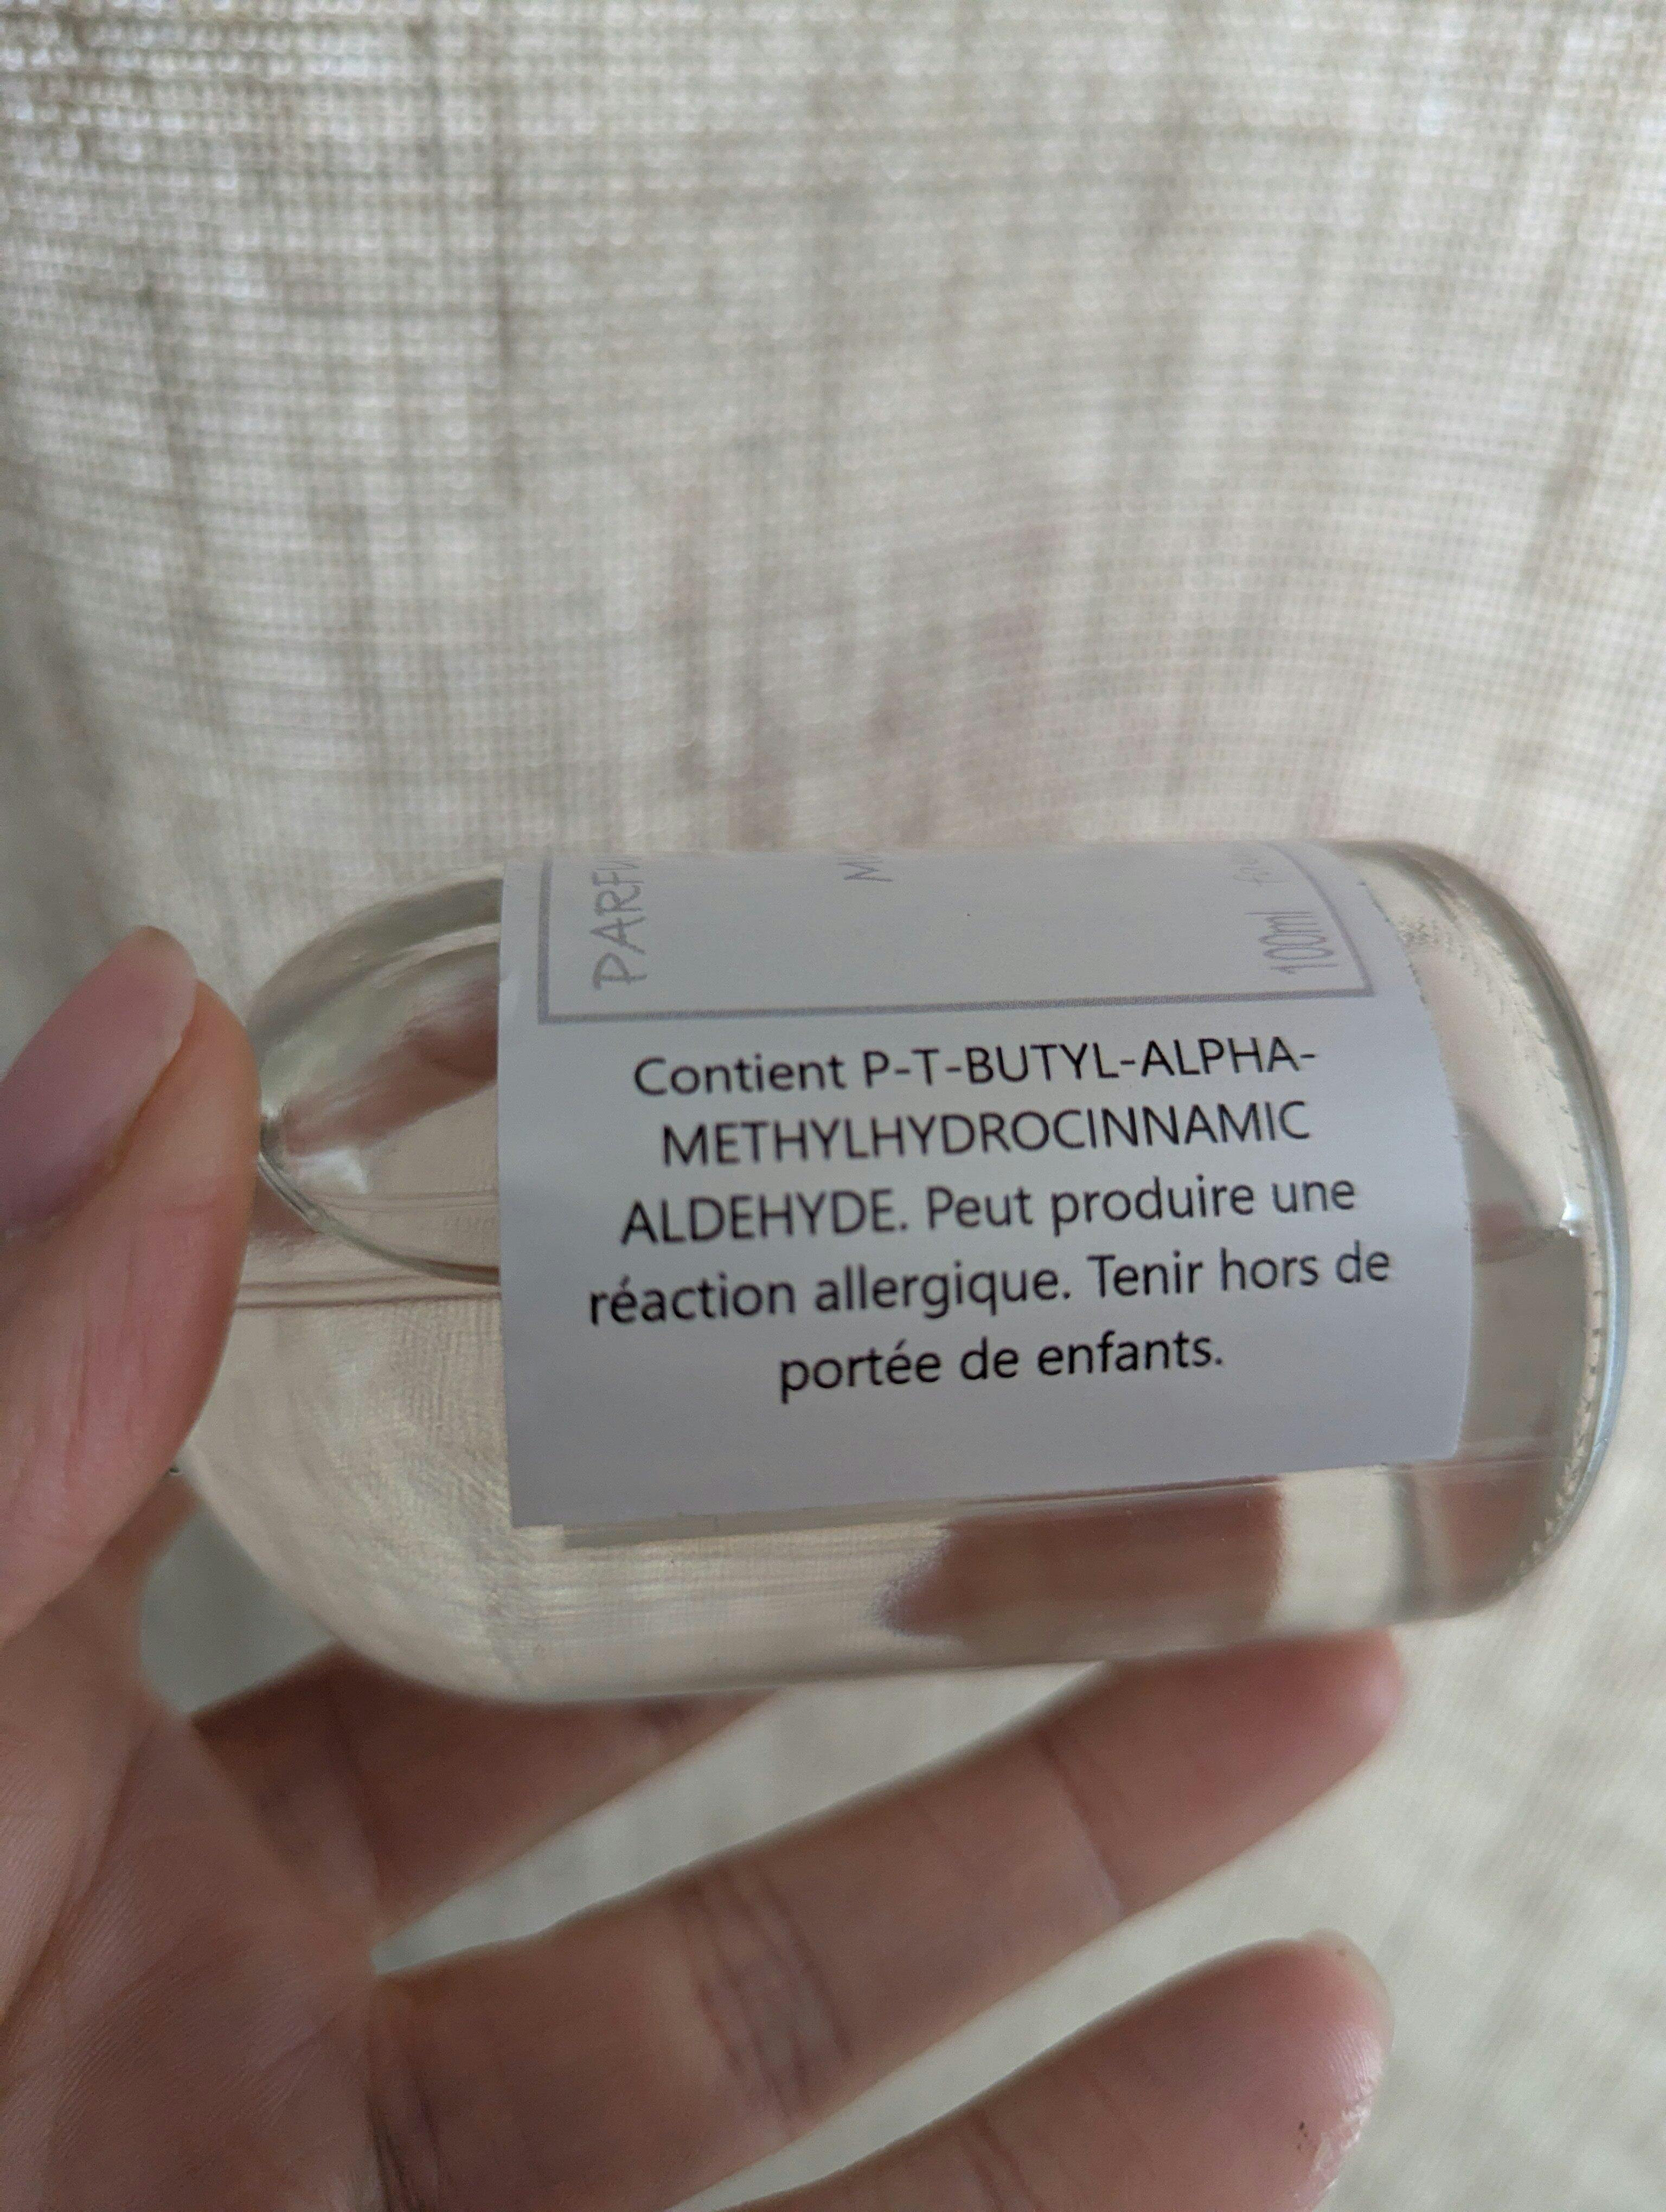 100ml
Contient P-T-BUTYL-ALPHA-
METHYLHYDROCINNAMIC
ALDEHYDE. Peut produire une
réaction allergique. Tenir hors de
portée de enfants.